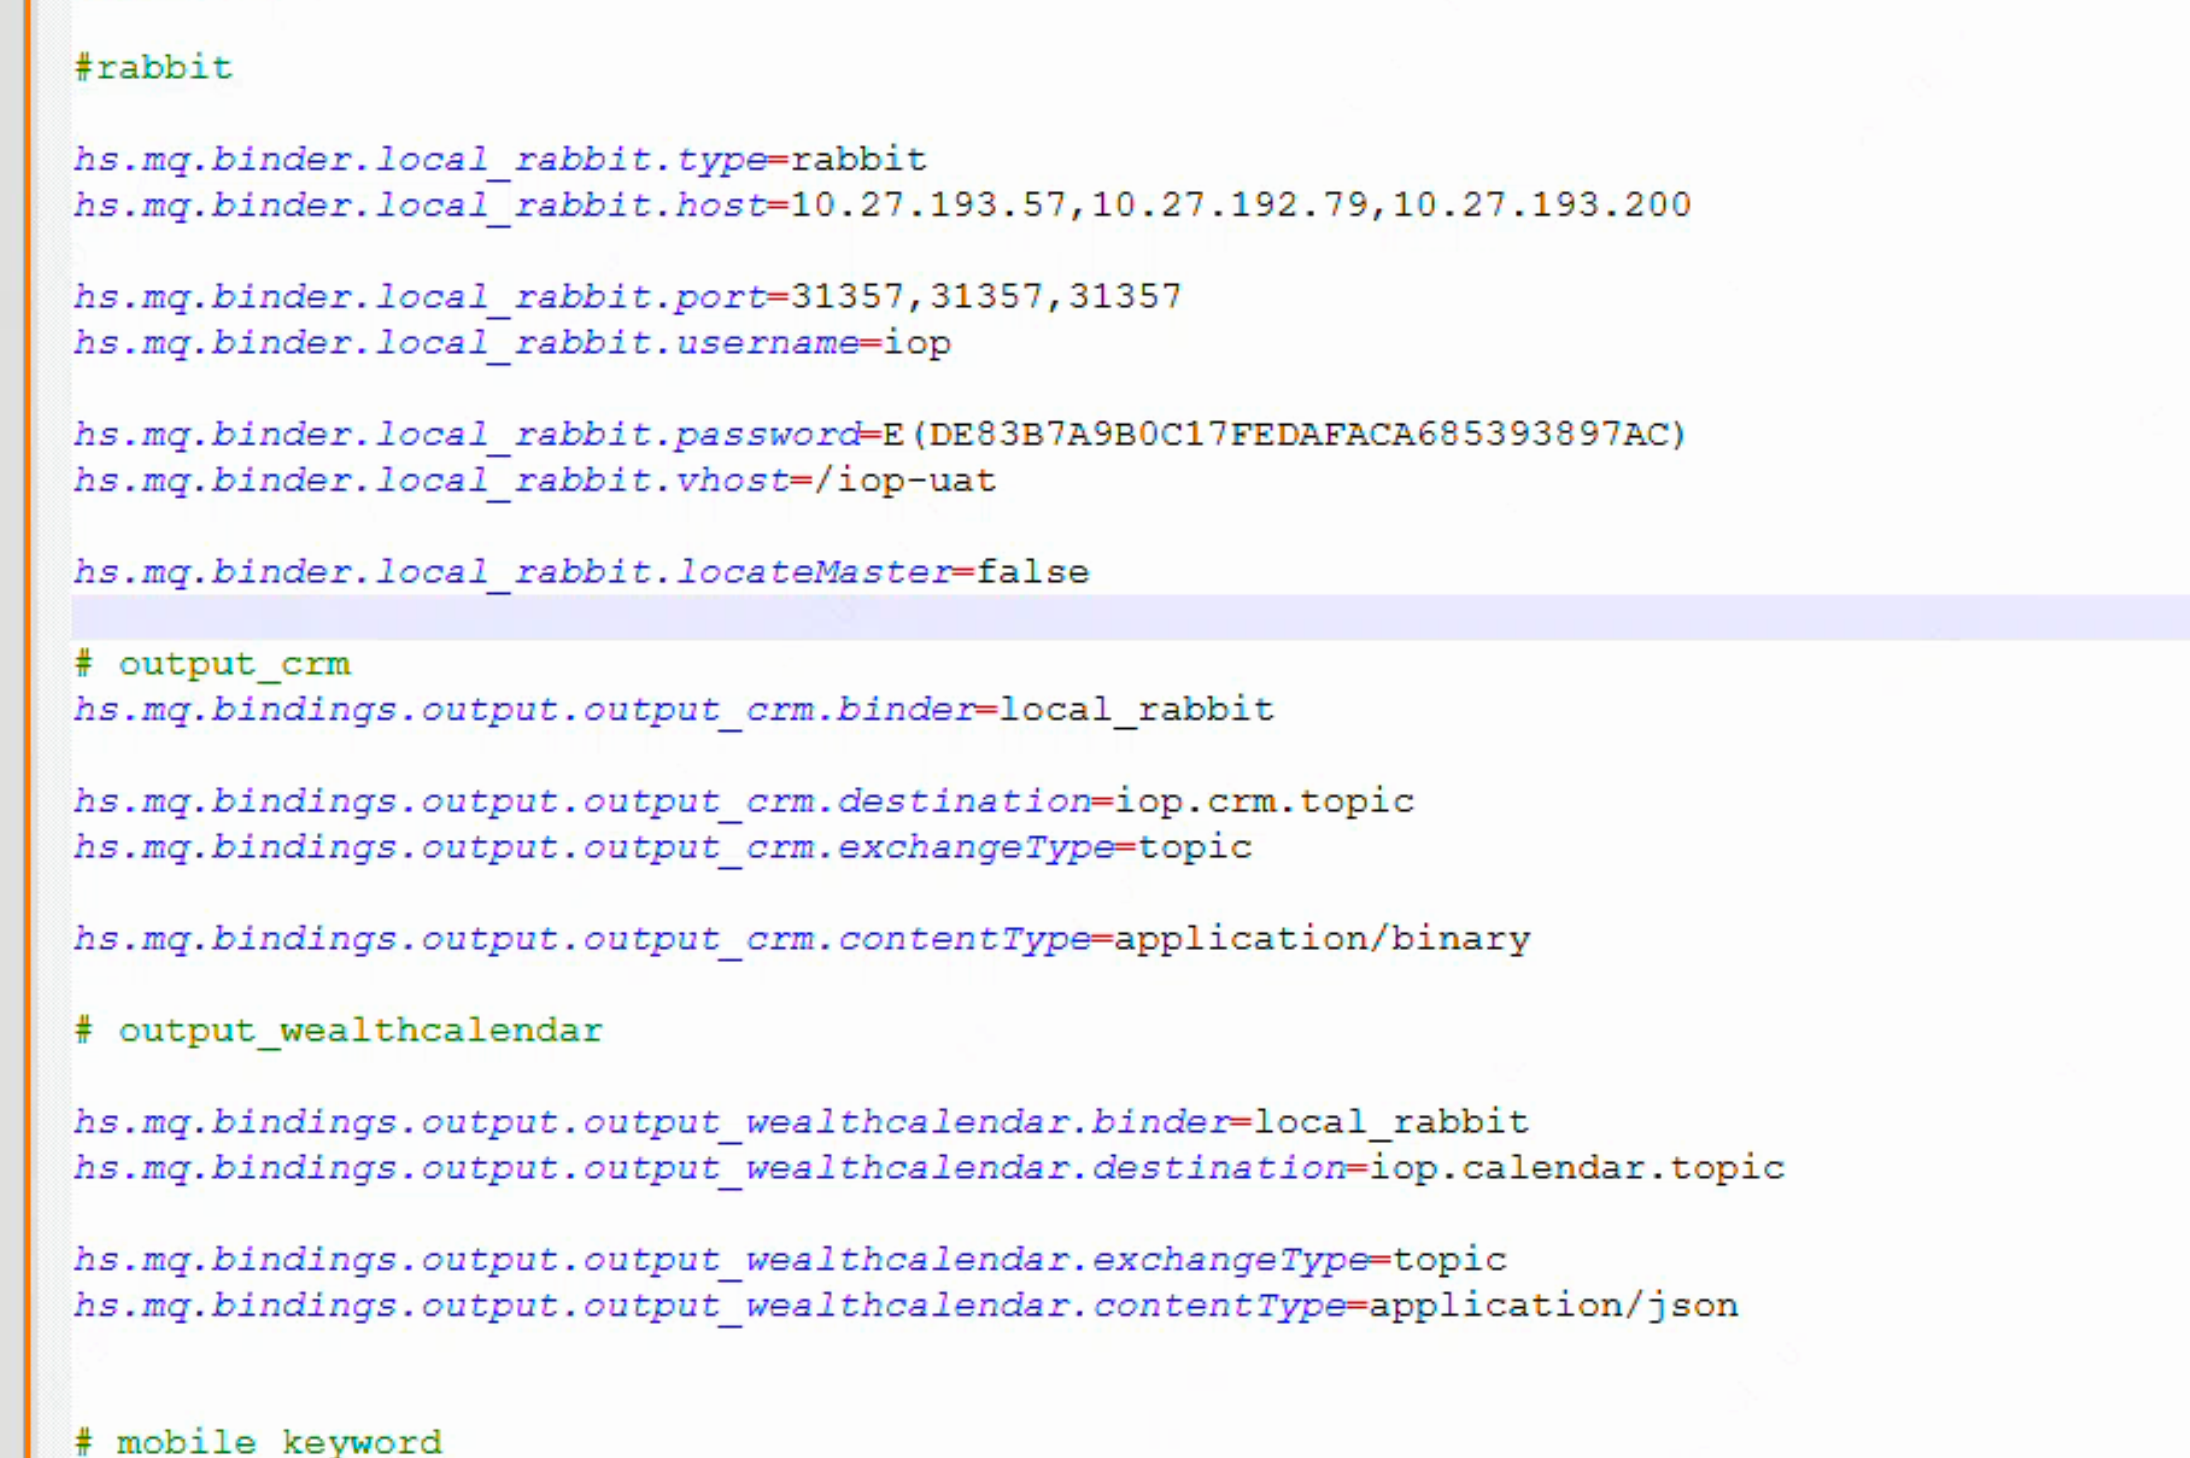 #rabbit
hs.mq.binder.local_rabbit.type=rabbit
hs.mq.binder.local_rabbit.host=10.27.193.57,10.27.192.79,10.27.193.200
hs.mq.binder.local_rabbit.port=31357,31357,31357
hs.mq.binder.local_rabbit.username=iop
hs.mq.binder.local_rabbit.password=E(DE83B7A9B0C17FEDAFACA685393897AC)
hs.mq.binder.local_rabbit.vhost=/iop-uat
hs.mq.binder.local_rabbit.locateMaster=false
# output_crm
hs.mq.bindings.output.output_crm.binder=local_rabbit
hs.mq.bindings.output.output_crm.destination=iop.crm.topic
hs.mq.bindings.output.output_crm.exchangeType=topic
hs.mq.bindings.output.output_crm.contentType=application/binary
# output_wealthcalendar
hs.mq.bindings.output.output_wealthcalendar.binder=local_rabbit
hs.mq.bindings.output.output_wealthcalendar.destination=iop.calendar.topic
hs.mq.bindings.output.output_wealthcalendar.exchangeType=topic
hs.mq.bindings.output.output_wealthcalendar.contentType=application/json
# mobile keyword